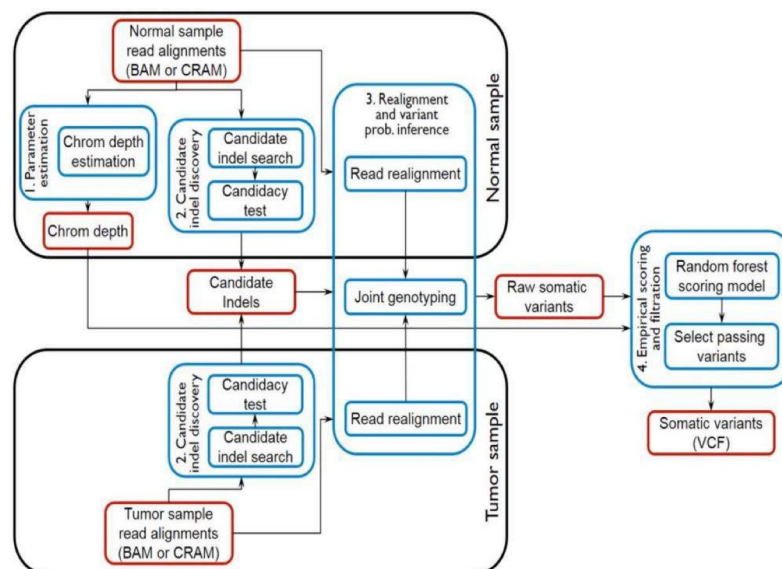 Normal sample
read alignments
(BAM or CRAM)
Normal sample
1. Parameter
estimation
Chrom depth
estimation
Chrom depth
2. Candidate
indel discovery
Candidate
indel search
Candidacy
test
3. Realignment
and variant
prob. inference
Read realignment
Candidate
Indels
Joint genotyping
Raw somatic
variants
4. Empirical scoring
and filtration
Random forest
scoring model
Select passing
variants
Somatic variants
(VCF)
Tumor sample
2. Candidate
indel discovery
Candidacy
test
Candidate
indel search
Read realignment
Tumor sample
read alignments
(BAM or CRAM)